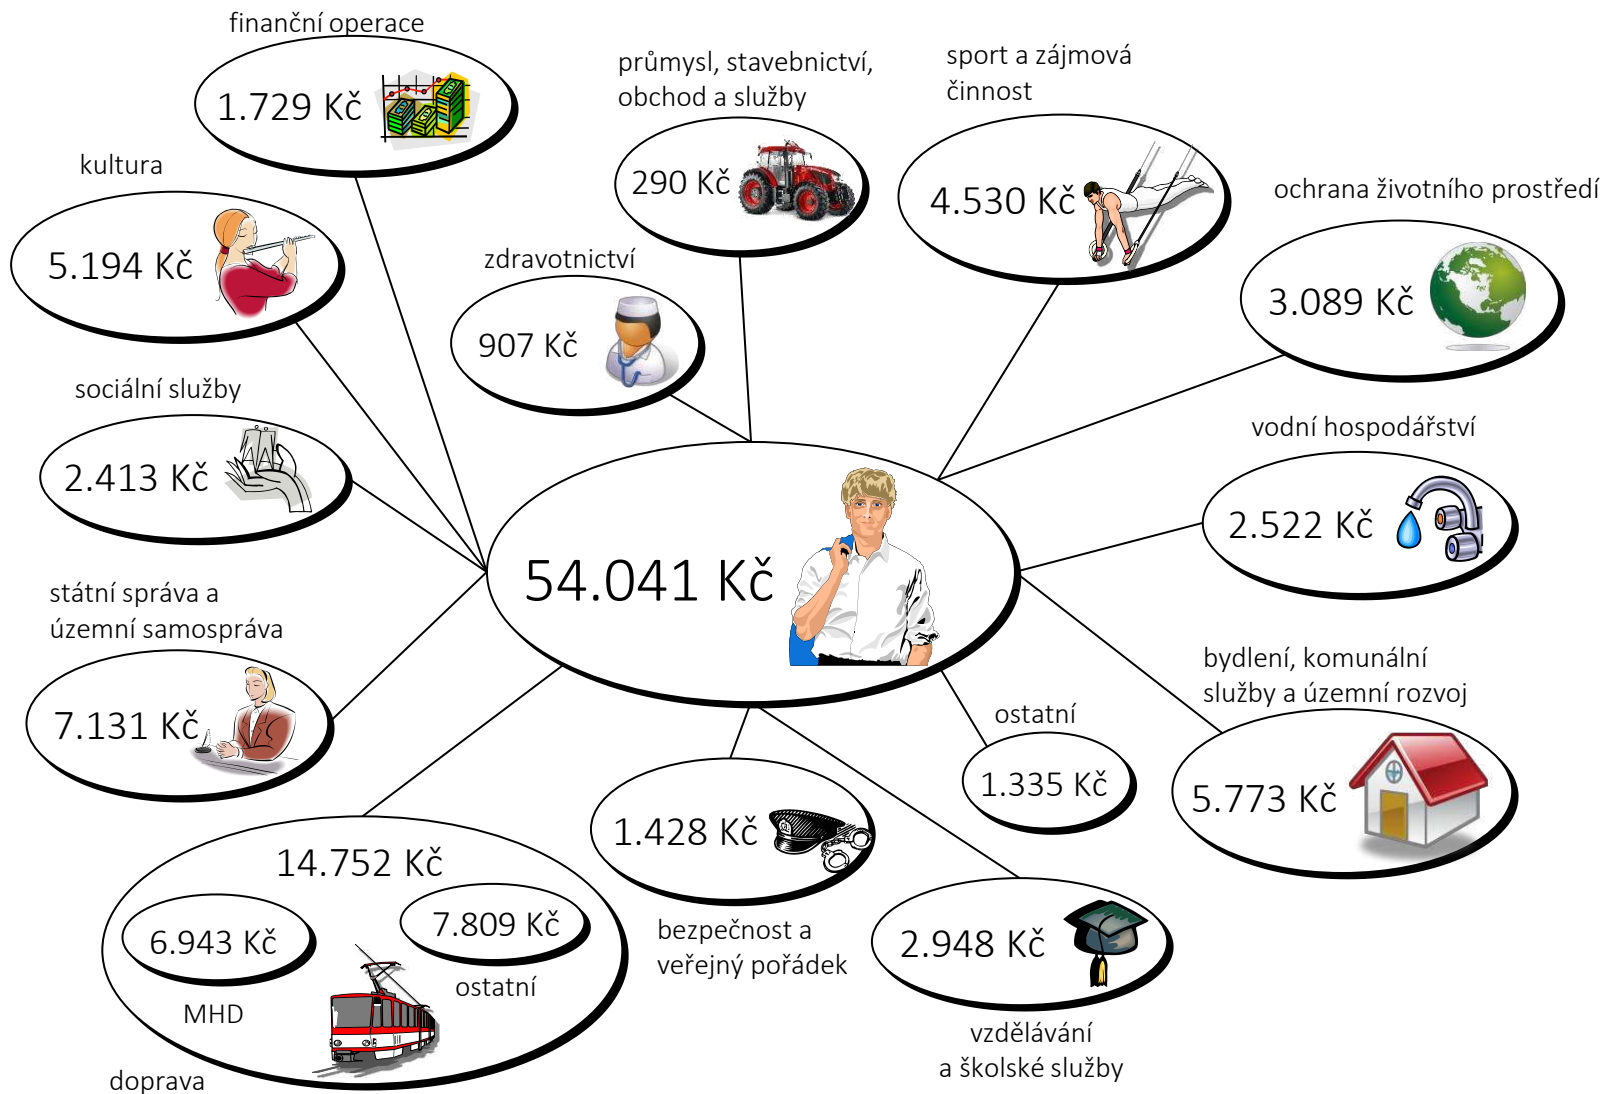 finanční operace
1.729 Kč
průmysl, stavebnictví,
obchod a služby
290 Kč
sport a zájmová
činnost
4.530 Kč
kultura
5.194 Kč
zdravotnictví
907 Kč
ochrana životního prostředí
3.089 Kč
sociální služby
2.413 Kč
vodní hospodářství
2.522 Kč
54.041 Kč
státní správa a
územní samospráva
7.131 Kč
bydlení, komunální
služby a územní rozvoj
5.773 Kč
ostatní
1.335 Kč
14.752 Kč
6.943 Kč
MHD
7.809 Kč
ostatní
doprava
1.428 Kč
bezpečnost a
veřejný pořádek
2.948 Kč
vzdělávání
a školské služby